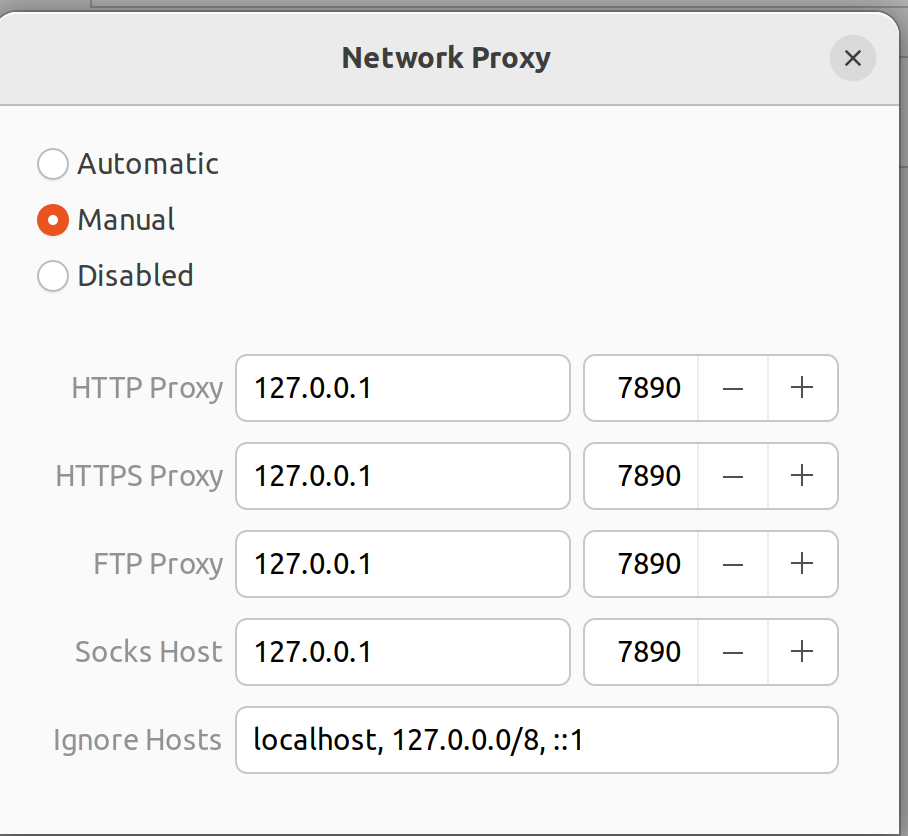 Network Proxy
Automatic
Manual
Disabled
HTTP Proxy 127.0.0.1 7890 — +
HTTPS Proxy 127.0.0.1 7890 — +
FTP Proxy 127.0.0.1 7890 — +
Socks Host 127.0.0.1 7890 — +
Ignore Hosts localhost, 127.0.0.0/8, ::1